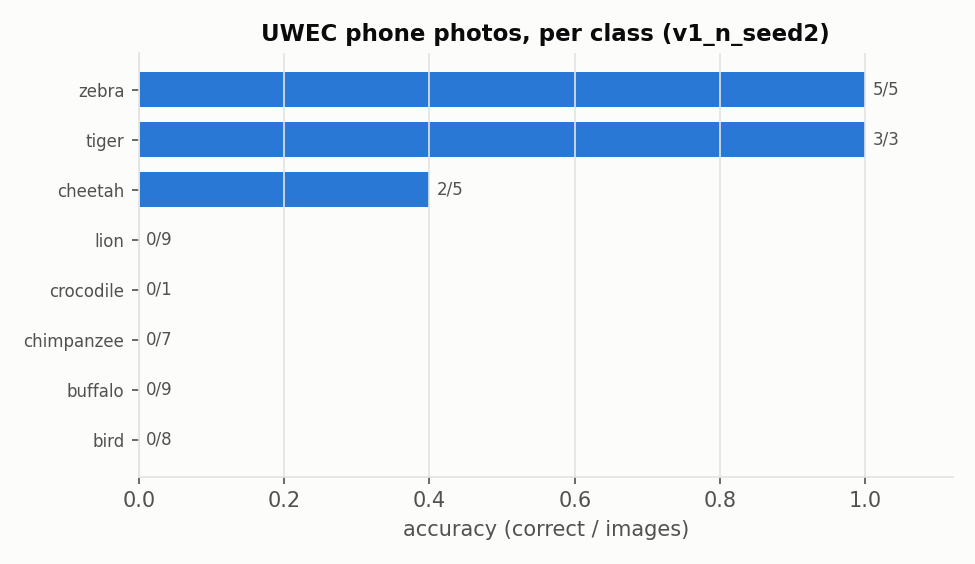 UWEC phone photos, per class (v1_n_seed2)
zebra 5/5
tiger 3/3
cheetah 2/5
lion 0/9
crocodile 0/1
chimpanzee 0/7
buffalo 0/9
bird 0/8
0.0 0.2 0.4 0.6 0.8 1.0
accuracy (correct / images)